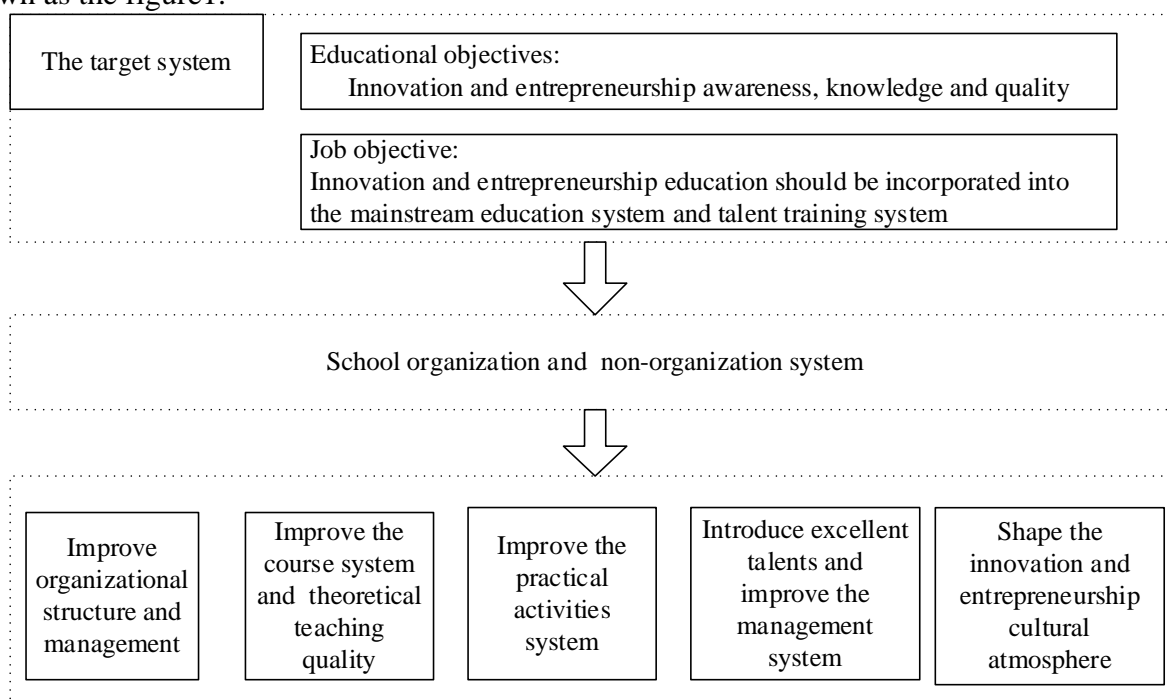 as the figure1.
The target system
Educational objectives:
Innovation and entrepreneurship awareness, knowledge and quality
Job objective:
Innovation and entrepreneurship education should be incorporated into
the mainstream education system and talent training system
School organization and non-organization system
Improve
organizational
structure and
management
Improve the
course system
and theoretical
teaching
quality
Improve the
practical
activities
system
Introduce excellent
talents and
improve the
management
system
Shape the
innovation and
entrepreneurship
cultural
atmosphere